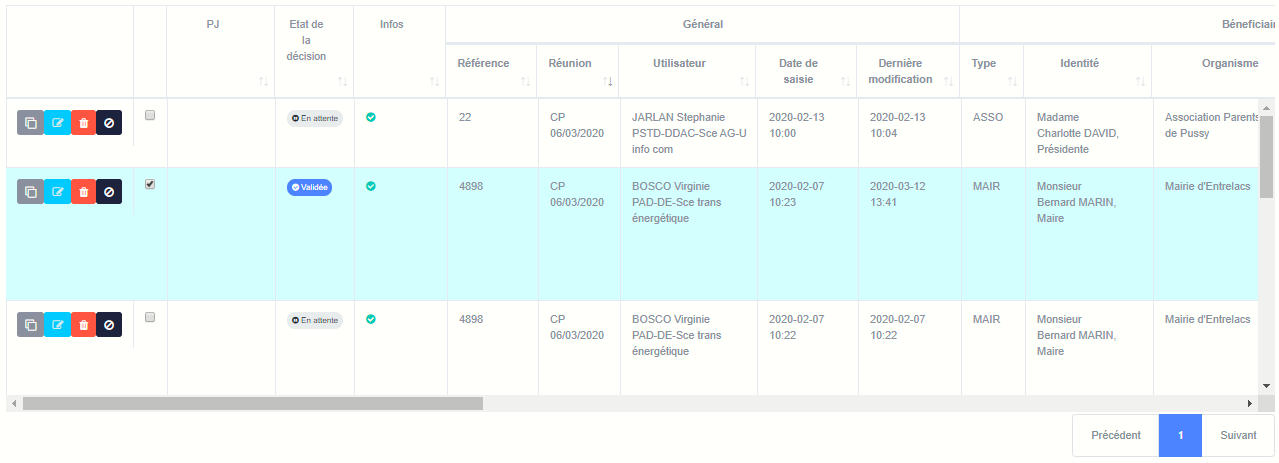 PJ
Etat de
la
décision
Infos
Général
Béneficiair
Référence
Réunion
Utilisateur
Date de
saisie
Dernière
modification
Type
Identité
Organisme
En attente
22
CP
06/03/2020
JARLAN Stephanie
PSTD-DDAC-Sce AG-U
info com
2020-02-13
10:00
2020-02-13
10:04
ASSO
Madame
Charlotte DAVID,
Présidente
Association Parents
de Pussy
Validée
4898
CP
06/03/2020
BOSCO Virginie
PAD-DE-Sce trans
énergétique
2020-02-07
10:23
2020-03-12
13:41
MAIR
Monsieur
Bernard MARIN,
Maire
Mairie d'Entrelacs
En attente
4898
CP
06/03/2020
BOSCO Virginie
PAD-DE-Sce trans
énergétique
2020-02-07
10:22
2020-02-07
10:22
MAIR
Monsieur
Bernard MARIN,
Maire
Mairie d'Entrelacs
Précédent
1
Suivant